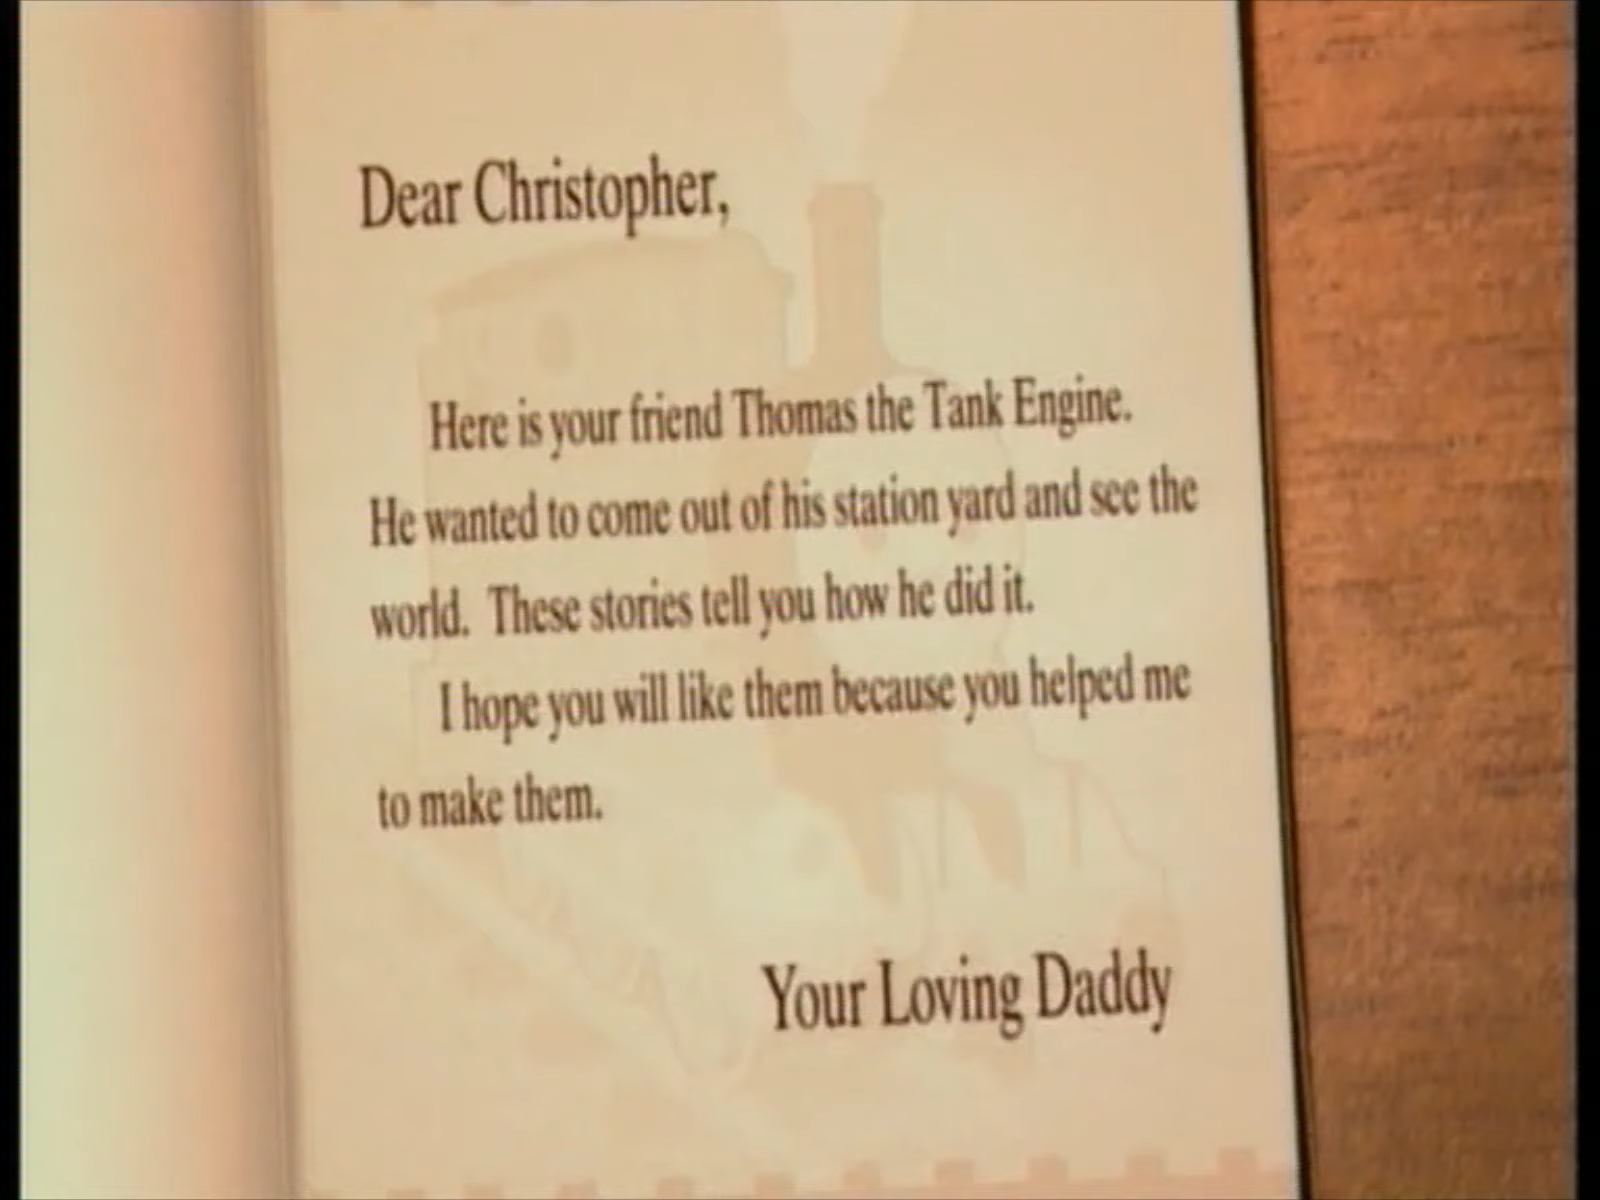 Dear Christopher,
Here is your friend Thomas the Tank Engine.
He wanted to come out of his station yard and see the
world. These stories tell you how he did it.
I hope you will like them because you helped me
to make them.
Your Loving Daddy